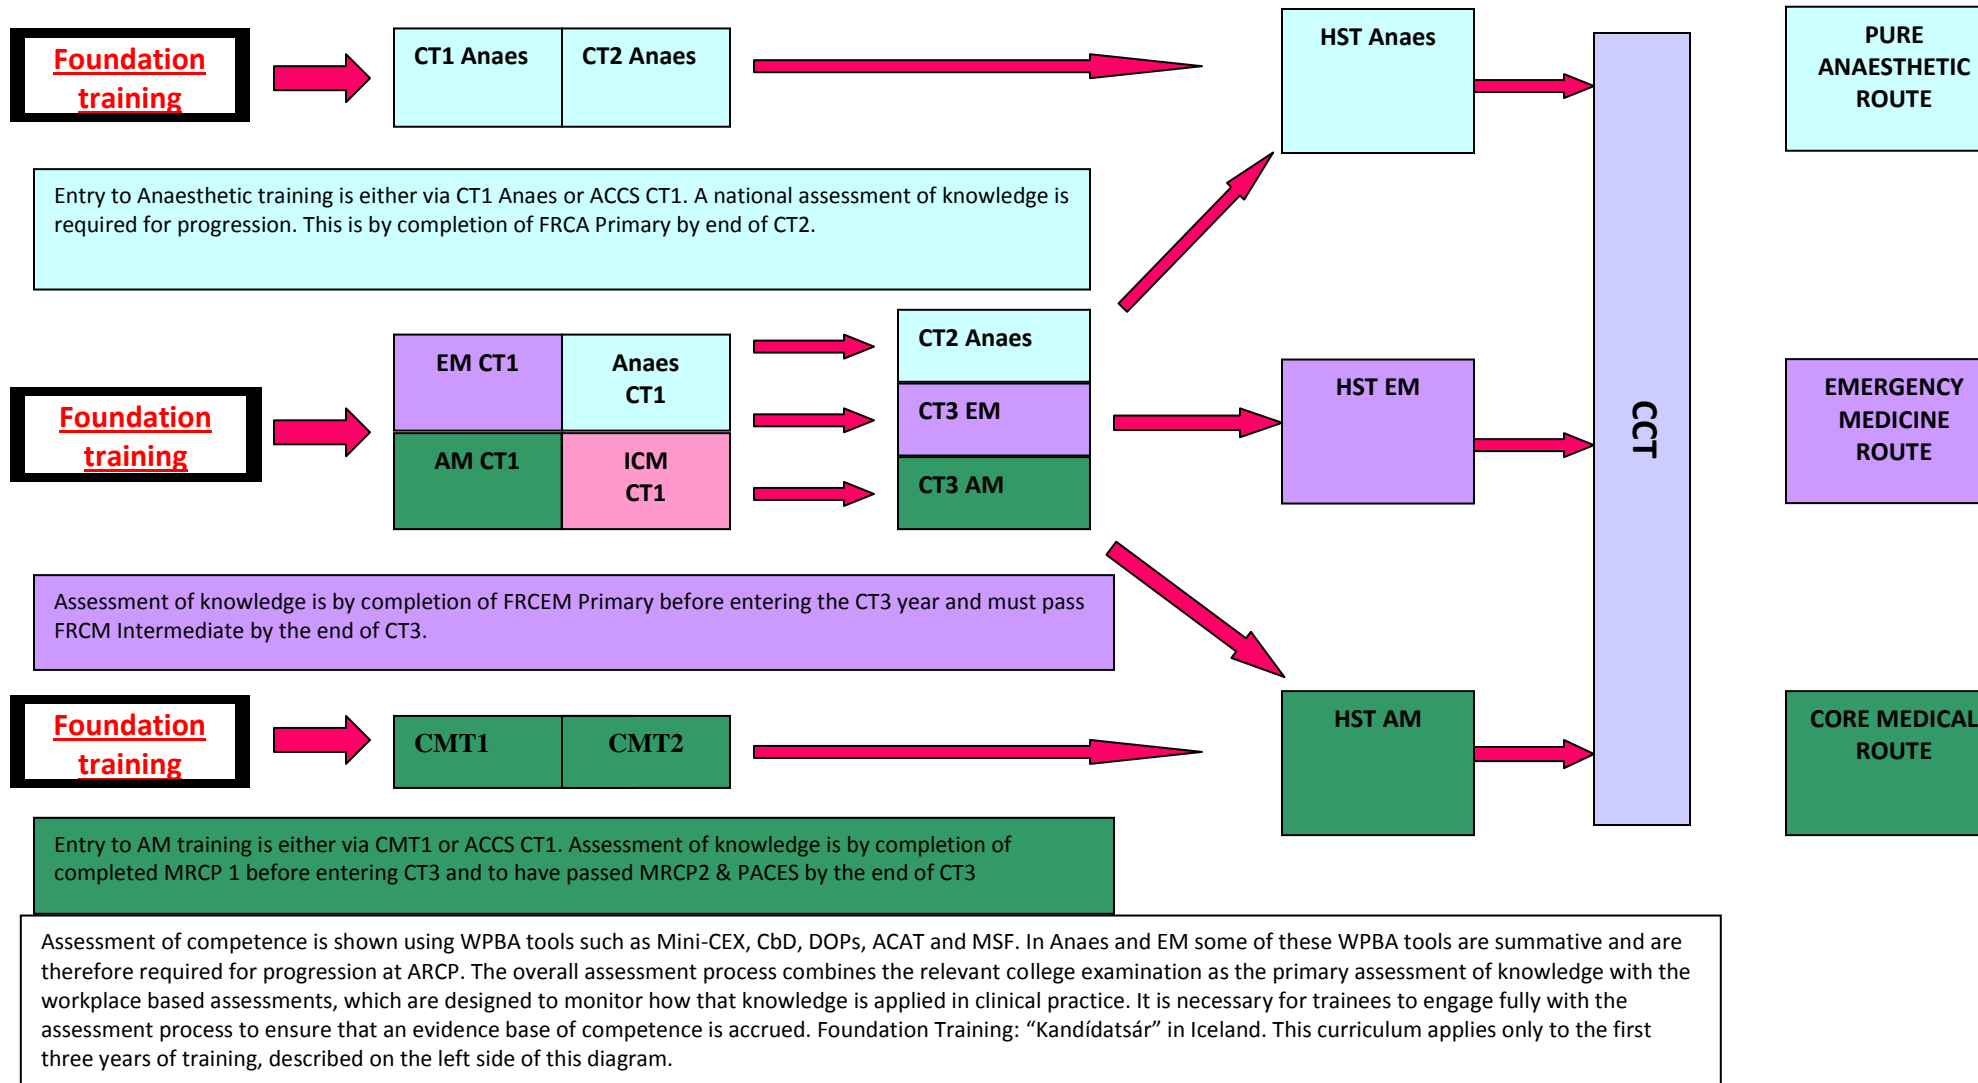 Foundation
training
CT1 Anaes
CT2 Anaes
HST Anaes
PURE
ANAESTHETIC
ROUTE
Entry to Anaesthetic training is either via CT1 Anaes or ACCS CT1. A national assessment of knowledge is
required for progression. This is by completion of FRCA Primary by end of CT2.
Foundation
training
EM CT1
Anaes
CT1
AM CT1
ICM
CT1
CT2 Anaes
CT3 EM
CT3 AM
HST EM
CCT
EMERGENCY
MEDICINE
ROUTE
Assessment of knowledge is by completion of FRCEM Primary before entering the CT3 year and must pass
FRCM Intermediate by the end of CT3.
Foundation
training
CMT1
CMT2
HST AM
CORE MEDICAL
ROUTE
Entry to AM training is either via CMT1 or ACCS CT1. Assessment of knowledge is by completion of
completed MRCP 1 before entering CT3 and to have passed MRCP2 & PACES by the end of CT3
Assessment of competence is shown using WPBA tools such as Mini-CEX, CbD, DOPs, ACAT and MSF. In Anaes and EM some of these WPBA tools are summative and are
therefore required for progression at ARCP. The overall assessment process combines the relevant college examination as the primary assessment of knowledge with the
workplace based assessments, which are designed to monitor how that knowledge is applied in clinical practice. It is necessary for trainees to engage fully with the
assessment process to ensure that an evidence base of competence is accrued. Foundation Training: “Kandídatsár” in Iceland. This curriculum applies only to the first
three years of training, described on the left side of this diagram.